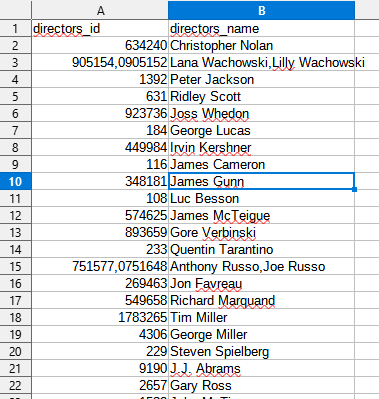 A B
1 directors_id directors_name
2 634240 Christopher Nolan
3 905154,0905152 Lana Wachowski,Lilly Wachowski
4 1392 Peter Jackson
5 631 Ridley Scott
6 923736 Joss Whedon
7 184 George Lucas
8 449984 Irvin Kershner
9 116 James Cameron
10 348181 James Gunn
11 108 Luc Besson
12 574625 James McTeigue
13 893659 Gore Verbinski
14 233 Quentin Tarantino
15 751577,0751648 Anthony Russo,Joe Russo
16 269463 Jon Favreau
17 549658 Richard Marquand
18 1783265 Tim Miller
19 4306 George Miller
20 229 Steven Spielberg
21 9190 J.J. Abrams
22 2657 Gary Ross